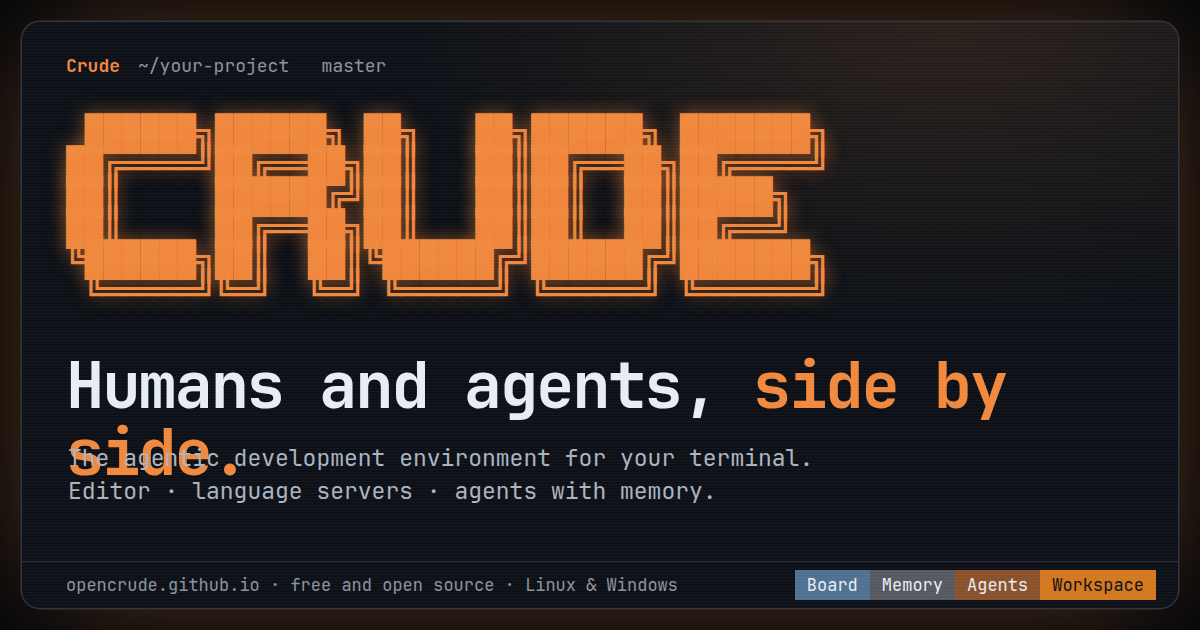 Crude ~/your-project master
CRUDE
Humans and agents, side by
side.
The agentic development environment for your terminal.
Editor · language servers · agents with memory.
opencrude.github.io · free and open source · Linux & Windows
Board Memory Agents Workspace